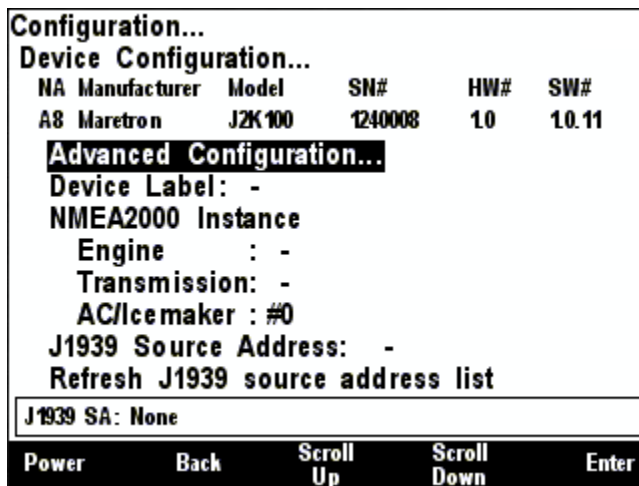 Configuration...
Device Configuration...
NA Manufacturer Model SN# HW# SW#
A8 Maretron J2K100 1240008 1.0 1.0.11
Advanced Configuration...
Device Label: -
NMEA2000 Instance
Engine : -
Transmission: -
AC/Icemaker : #0
J1939 Source Address: -
Refresh J1939 source address list
J1939 SA: None
Power Back Scroll Up Scroll Down Enter